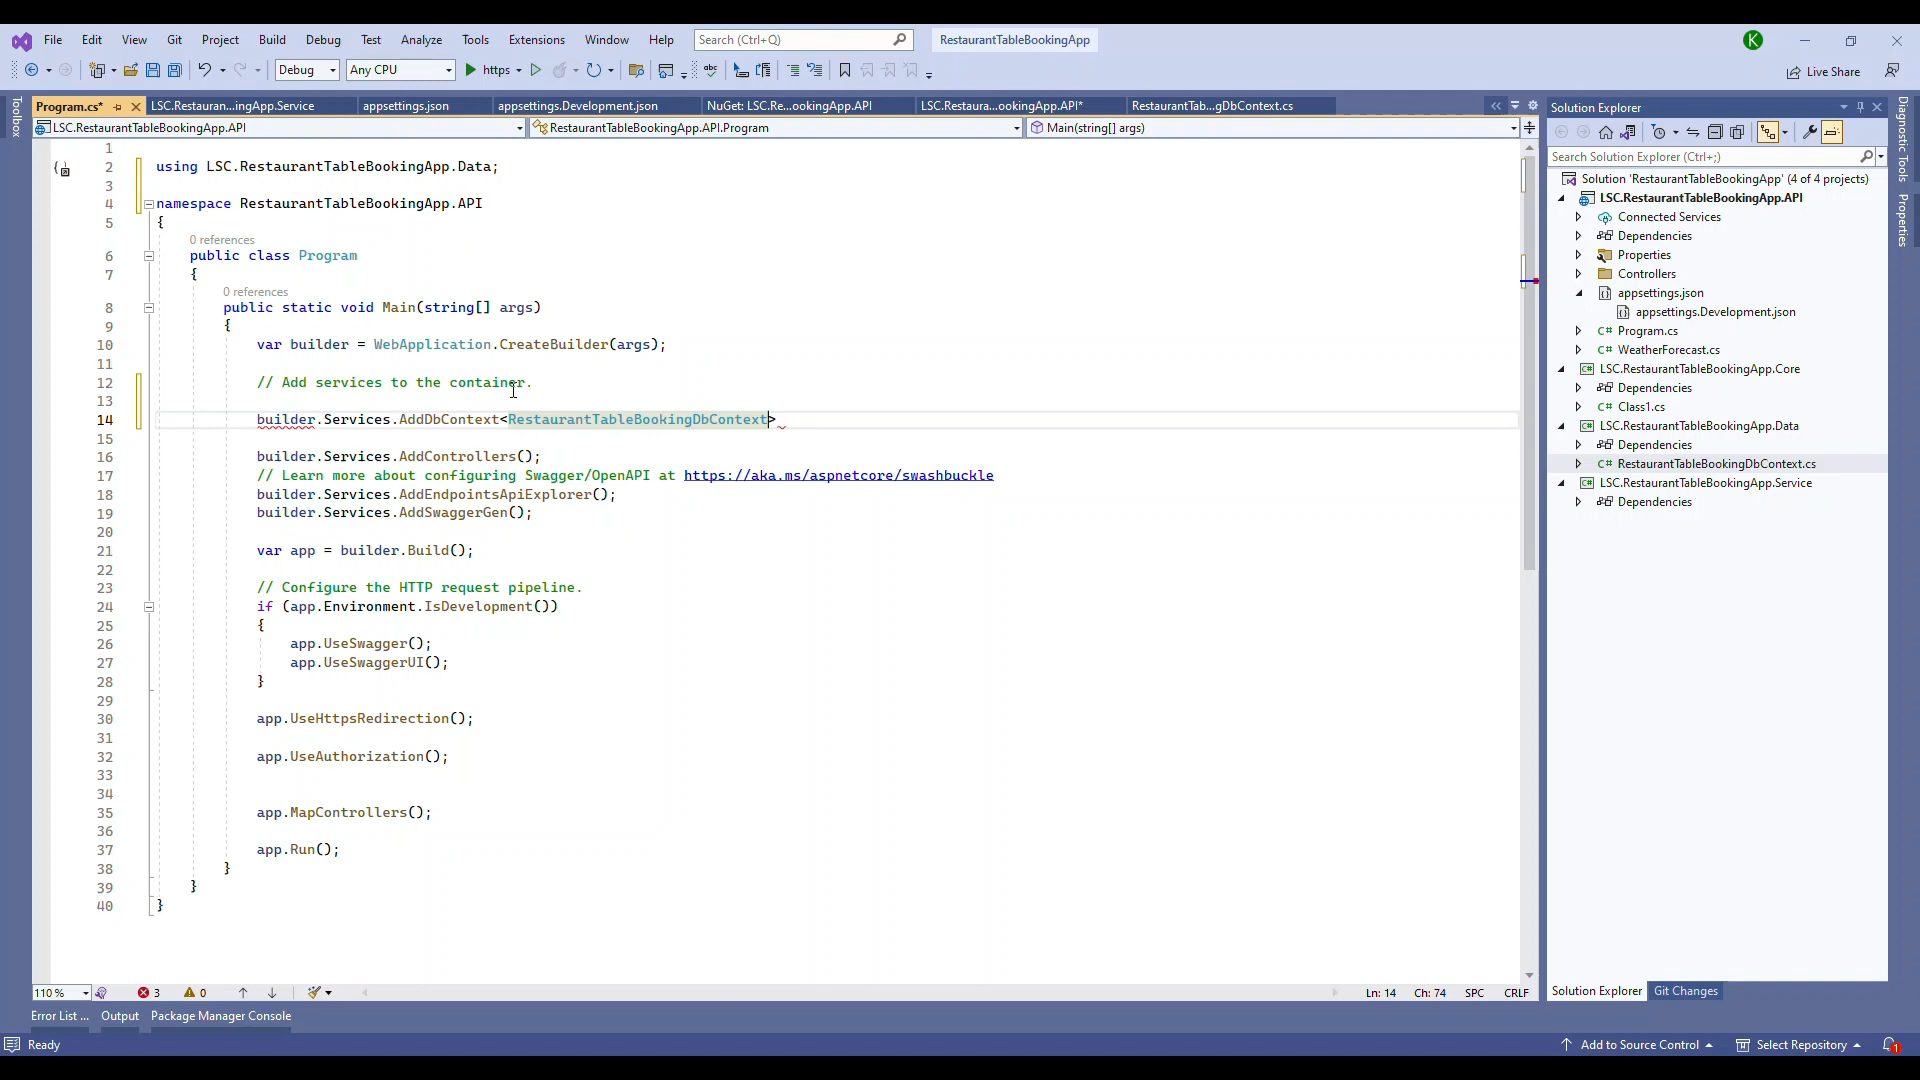 File Edit View Git Project Build Debug Test Analyze Tools Extensions Window Help Search (Ctrl+Q) RestaurantTableBookingApp K
Debug Any CPU https Live Share
Program.cs* LSC.Restauran...ingApp.Service appsettings.json appsettings.Development.json NuGet: LSC.Re...ookingApp.API LSC.Restaura...ookingApp.API* RestaurantTab...gDbContext.cs
LSC.RestaurantTableBookingApp.API RestaurantTableBookingApp.API.Program Main(string[] args)
Toolbox
1
2 using LSC.RestaurantTableBookingApp.Data;
3
4 namespace RestaurantTableBookingApp.API
5 {
0 references
6 public class Program
7 {
0 references
8 public static void Main(string[] args)
9 {
10 var builder = WebApplication.CreateBuilder(args);
11
12 // Add services to the container.
13
14 builder.Services.AddDbContext<RestaurantTableBookingDbContext>
15
16 builder.Services.AddControllers();
17 // Learn more about configuring Swagger/OpenAPI at https://aka.ms/aspnetcore/swashbuckle
18 builder.Services.AddEndpointsApiExplorer();
19 builder.Services.AddSwaggerGen();
20
21 var app = builder.Build();
22
23 // Configure the HTTP request pipeline.
24 if (app.Environment.IsDevelopment())
25 {
26 app.UseSwagger();
27 app.UseSwaggerUI();
28 }
29
30 app.UseHttpsRedirection();
31
32 app.UseAuthorization();
33
34
35 app.MapControllers();
36
37 app.Run();
38 }
39 }
40 }
110 % 3 0 Ln: 14 Ch: 74 SPC CRLF
Solution Explorer
Search Solution Explorer (Ctrl+;)
Solution 'RestaurantTableBookingApp' (4 of 4 projects)
LSC.RestaurantTableBookingApp.API
Connected Services
Dependencies
Properties
Controllers
appsettings.json
appsettings.Development.json
C# Program.cs
C# WeatherForecast.cs
LSC.RestaurantTableBookingApp.Core
Dependencies
C# Class1.cs
LSC.RestaurantTableBookingApp.Data
Dependencies
C# RestaurantTableBookingDbContext.cs
LSC.RestaurantTableBookingApp.Service
Dependencies
Solution Explorer Git Changes
Diagnostic Tools
Properties
Error List ... Output Package Manager Console
Ready Add to Source Control Select Repository 1